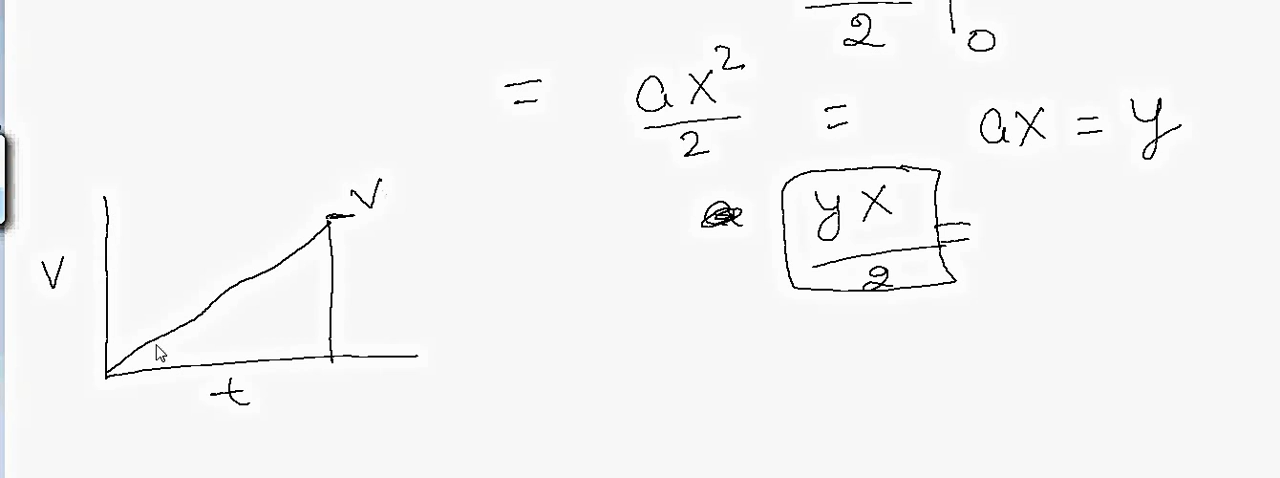 2 | 0
= ax²/2 = ax = y
yx/2 =
V
V
t